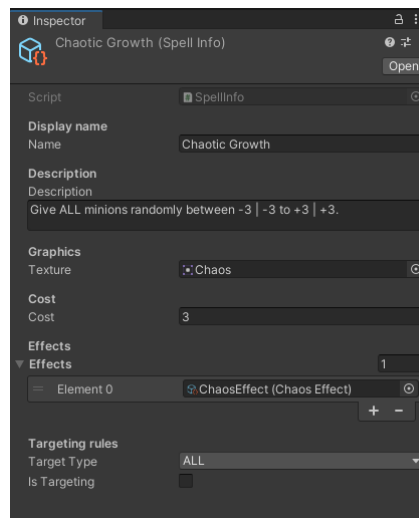 Inspector
Chaotic Growth (Spell Info)
Open
Script SpellInfo
Display name
Name Chaotic Growth
Description
Description
Give ALL minions randomly between -3 | -3 to +3 | +3.
Graphics
Texture Chaos
Cost
Cost 3
Effects
Effects 1
Element 0 ChaosEffect (Chaos Effect)
+ -
Targeting rules
Target Type ALL
Is Targeting